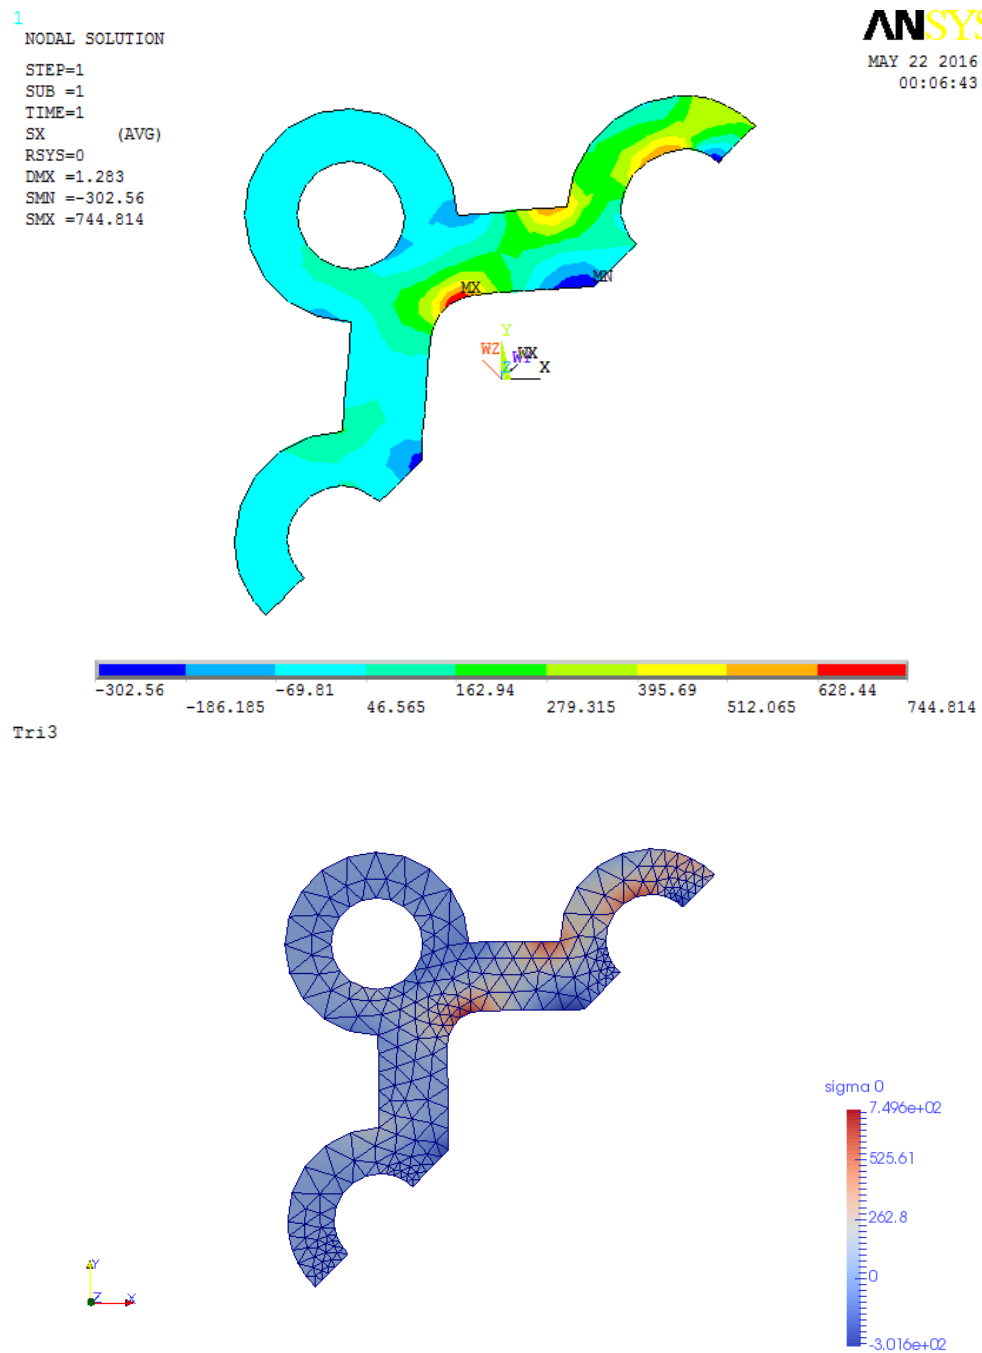 1
NODAL SOLUTION
STEP=1
SUB =1
TIME=1
SX (AVG)
RSYS=0
DMX =1.283
SMN =-302.56
SMX =744.814
ANSYS
MAY 22 2016
00:06:43
MX
MN
Y
WZ
WX
X
Z
-302.56 -69.81 162.94 395.69 628.44
-186.185 46.565 279.315 512.065 744.814
Tri3
sigma 0
7.496e+02
525.61
262.8
0
-3.016e+02
Y
Z
X